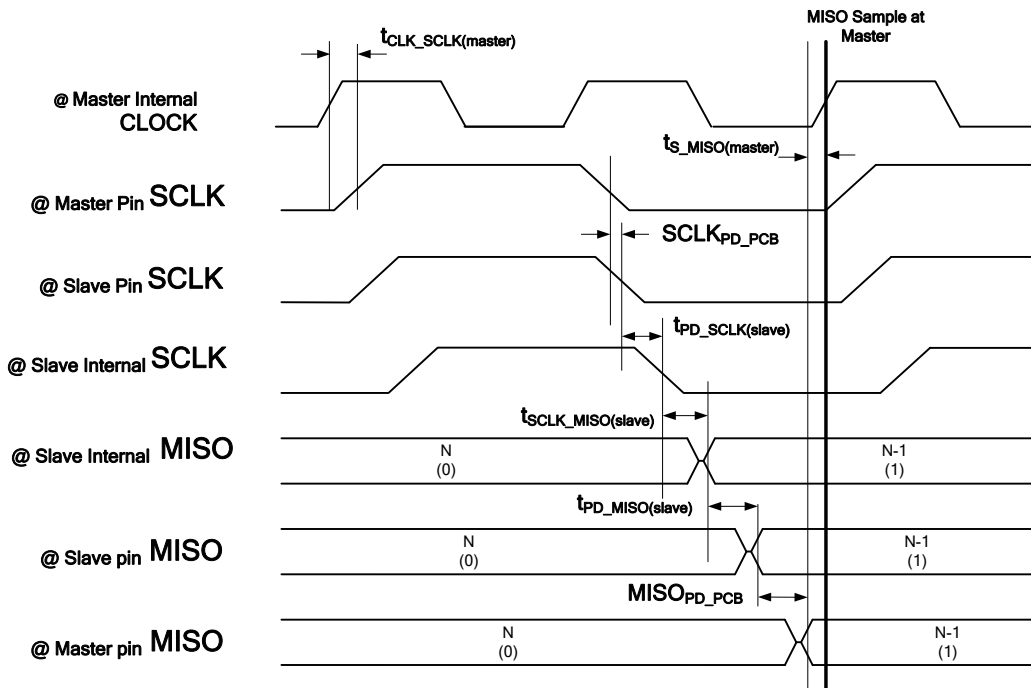 MISO Sample at
Master
tCLK_SCLK(master)
@ Master Internal
CLOCK
tS_MISO(master)
@ Master Pin SCLK
SCLKPD_PCB
@ Slave Pin SCLK
tPD_SCLK(slave)
@ Slave Internal SCLK
tSCLK_MISO(slave)
@ Slave Internal MISO
N
(0)
N-1
(1)
tPD_MISO(slave)
@ Slave pin MISO
N
(0)
N-1
(1)
MISOPD_PCB
@ Master pin MISO
N
(0)
N-1
(1)